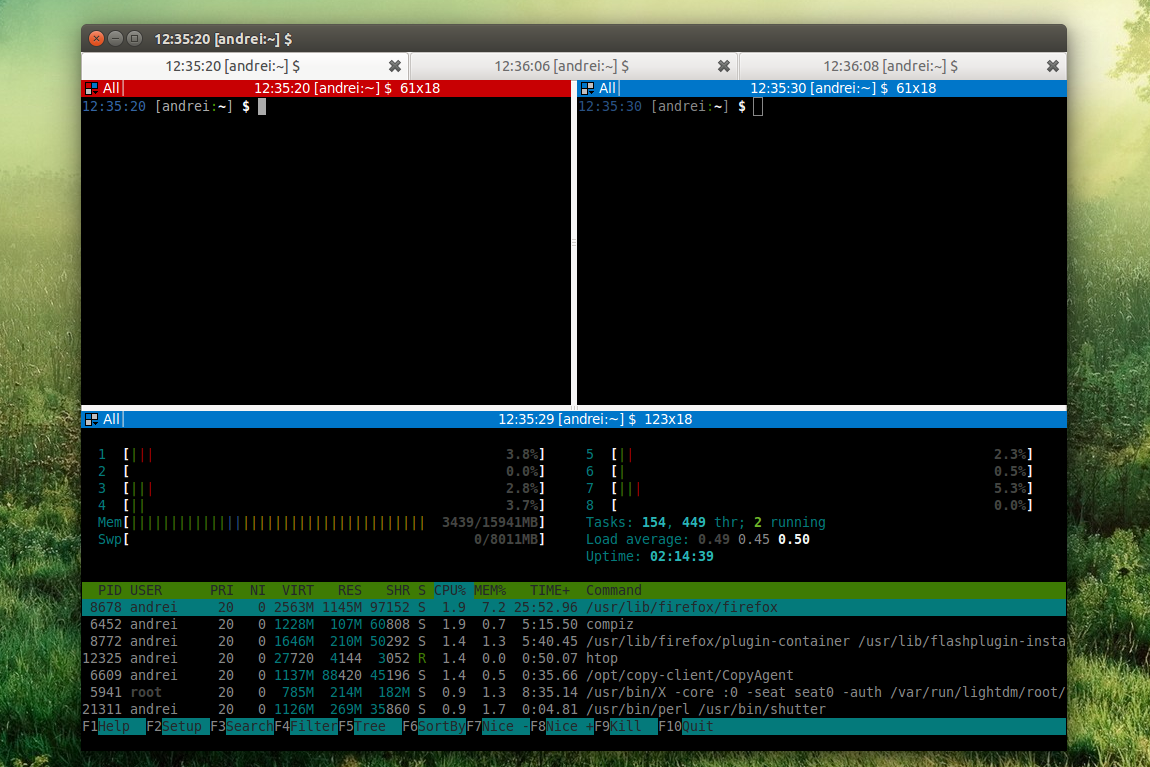 12:35:20 [andrei:~] $
12:35:20 [andrei:~] $ 12:36:06 [andrei:~] $ 12:36:08 [andrei:~] $
All 12:35:20 [andrei:~] $ 61x18
12:35:20 [andrei:~] $
All 12:35:30 [andrei:~] $ 61x18
12:35:30 [andrei:~] $
All 12:35:29 [andrei:~] $ 123x18
1 [||| 3.8%] 5 [|| 2.3%]
2 [ 0.0%] 6 [| 0.5%]
3 [||| 2.8%] 7 [||| 5.3%]
4 [|| 3.7%] 8 [ 0.0%]
Mem[||||||||||||||||||||||||||||||||||||| 3439/15941MB] Tasks: 154, 449 thr; 2 running
Swp[ 0/8011MB] Load average: 0.49 0.45 0.50
Uptime: 02:14:39
PID USER PRI NI VIRT RES SHR S CPU% MEM% TIME+ Command
8678 andrei 20 0 2563M 1145M 97152 S 1.9 7.2 25:52.96 /usr/lib/firefox/firefox
6452 andrei 20 0 1228M 107M 60808 S 1.9 0.7 5:15.50 compiz
8772 andrei 20 0 1646M 210M 50292 S 1.4 1.3 5:40.45 /usr/lib/firefox/plugin-container /usr/lib/flashplugin-insta
12325 andrei 20 0 27720 4144 3052 R 1.4 0.0 0:50.07 htop
6609 andrei 20 0 1137M 88420 45196 S 1.4 0.5 0:35.66 /opt/copy-client/CopyAgent
5941 root 20 0 785M 214M 182M S 0.9 1.3 8:35.14 /usr/bin/X -core :0 -seat seat0 -auth /var/run/lightdm/root/
21311 andrei 20 0 1126M 269M 35860 S 0.9 1.7 0:04.81 /usr/bin/perl /usr/bin/shutter
F1Help F2Setup F3SearchF4FilterF5Tree F6SortByF7Nice -F8Nice +F9Kill F10Quit